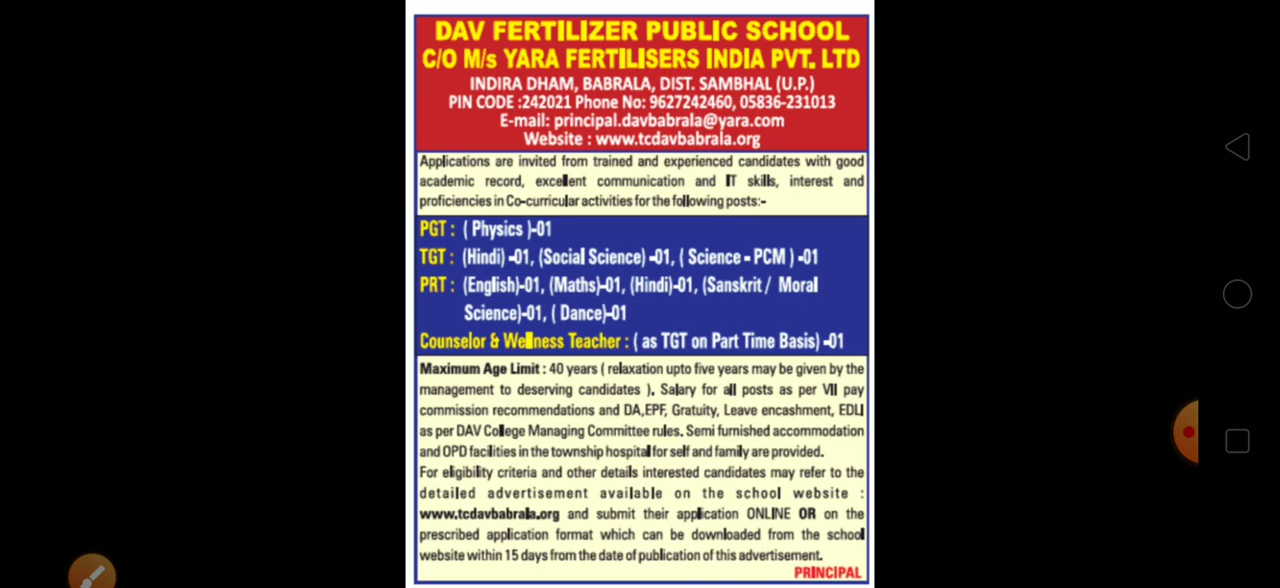 DAV FERTILIZER PUBLIC SCHOOL
C/O M/s YARA FERTILISERS INDIA PVT. LTD
INDIRA DHAM, BABRALA, DIST. SAMBHAL (U.P.)
PIN CODE :242021 Phone No: 9627242460, 05836-231013
E-mail: principal.davbabrala@yara.com
Website : www.tcdavbabrala.org
Applications are invited from trained and experienced candidates with good
academic record, excellent communication and IT skills, interest and
proficiencies in Co-curricular activities for the following posts:-
PGT : ( Physics )-01
TGT : (Hindi) -01, (Social Science) -01, ( Science - PCM ) -01
PRT : (English)-01, (Maths)-01, (Hindi)-01, (Sanskrit / Moral
Science)-01, ( Dance)-01
Counselor & Wellness Teacher : ( as TGT on Part Time Basis) -01
Maximum Age Limit : 40 years ( relaxation upto five years may be given by the
management to deserving candidates ). Salary for all posts as per VII pay
commission recommendations and DA,EPF, Gratuity, Leave encashment, EDLI
as per DAV College Managing Committee rules. Semi furnished accommodation
and OPD facilities in the township hospital for self and family are provided.
For eligibility criteria and other details interested candidates may refer to the
detailed advertisement available on the school website :
www.tcdavbabrala.org and submit their application ONLINE OR on the
prescribed application format which can be downloaded from the school
website within 15 days from the date of publication of this advertisement.
PRINCIPAL